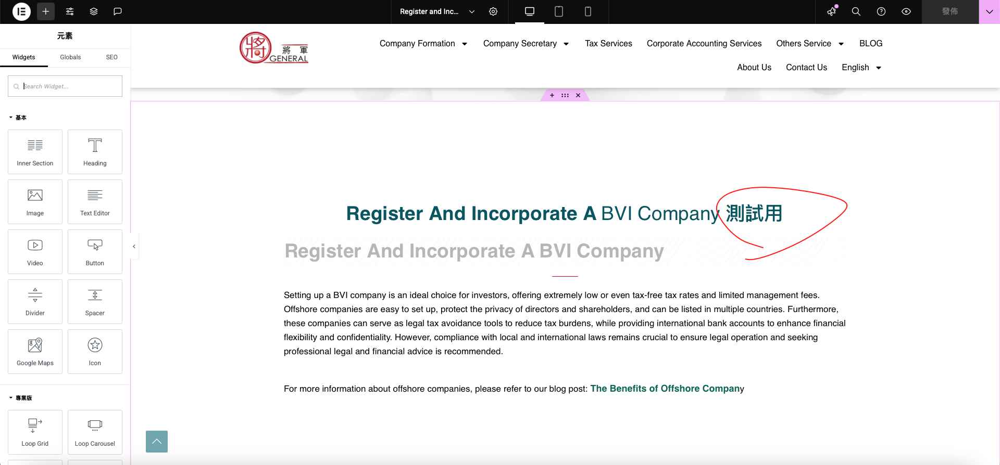 Register and Inc...
發佈
元素
Widgets Globals SEO
Search Widget...
基本
Inner Section Heading
Image Text Editor
Video Button
Divider Spacer
Google Maps Icon
專業版
Loop Grid Loop Carousel
將 將軍
GENERAL
Company Formation Company Secretary Tax Services Corporate Accounting Services Others Service BLOG
About Us Contact Us English
Register And Incorporate A BVI Company 測試用
Register And Incorporate A BVI Company
Setting up a BVI company is an ideal choice for investors, offering extremely low or even tax-free tax rates and limited management fees.
Offshore companies are easy to set up, protect the privacy of directors and shareholders, and can be listed in multiple countries. Furthermore,
these companies can serve as legal tax avoidance tools to reduce tax burdens, while providing international bank accounts to enhance financial
flexibility and confidentiality. However, compliance with local and international laws remains crucial to ensure legal operation and seeking
professional legal and financial advice is recommended.
For more information about offshore companies, please refer to our blog post: The Benefits of Offshore Company